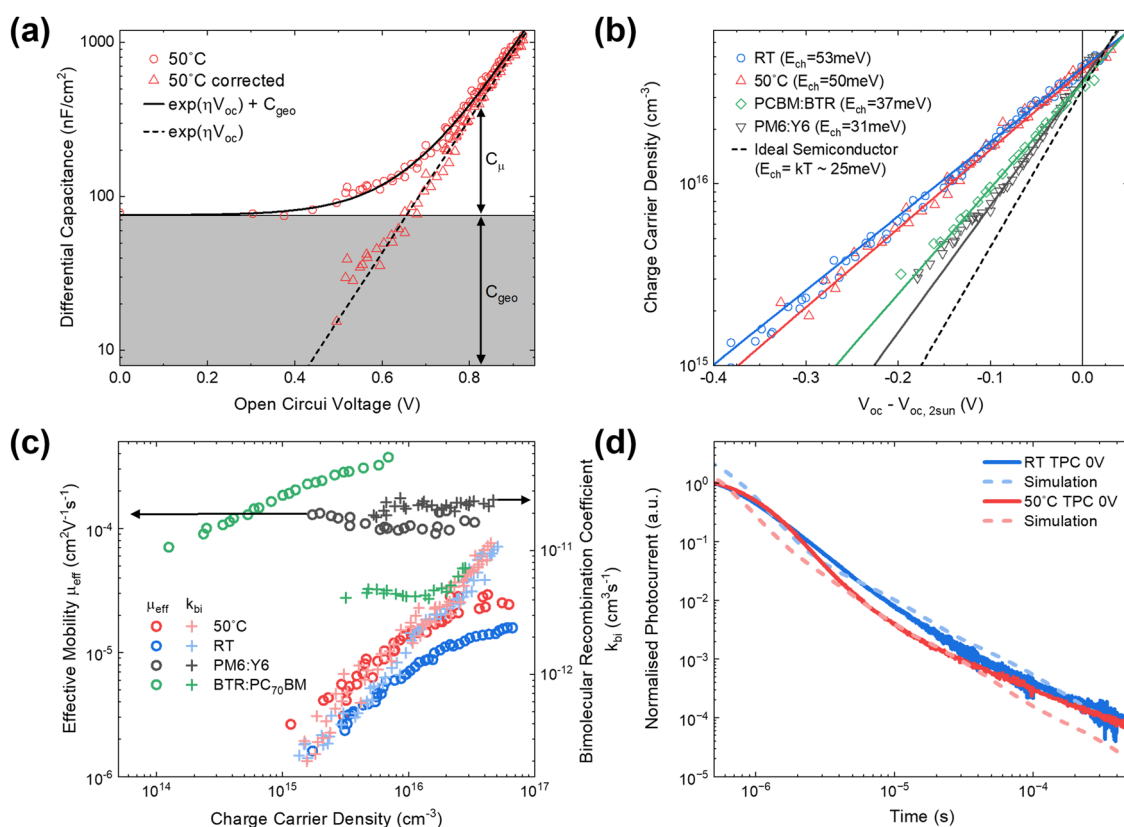 (a)
1000
100
10
Differential Capacitance (nF/cm²)
50˚C
50˚C corrected
exp(ηVoc) + Cgeo
exp(ηVoc)
Cμ
Cgeo
0.0 0.2 0.4 0.6 0.8
Open Circui Voltage (V)
(b)
10¹⁶
10¹⁵
Charge Carrier Density (cm⁻³)
RT (Ech=53meV)
50˚C (Ech=50meV)
PCBM:BTR (Ech=37meV)
PM6:Y6 (Ech=31meV)
Ideal Semiconductor
(Ech= kT ~ 25meV)
-0.4 -0.3 -0.2 -0.1 0.0
Voc - Voc, 2sun (V)
(c)
10⁻⁴
10⁻⁵
10⁻⁶
Effective Mobility μeff (cm²V⁻¹s⁻¹)
μeff kbi
50˚C
RT
PM6:Y6
BTR:PC70BM
10⁻¹¹
10⁻¹²
Bimolecular Recombination Coefficient
kbi (cm³s⁻¹)
10¹⁴ 10¹⁵ 10¹⁶ 10¹⁷
Charge Carrier Density (cm⁻³)
(d)
10⁰
10⁻¹
10⁻²
10⁻³
10⁻⁴
10⁻⁵
Normalised Photocurrent (a.u.)
RT TPC 0V
Simulation
50˚C TPC 0V
Simulation
10⁻⁶ 10⁻⁵ 10⁻⁴
Time (s)